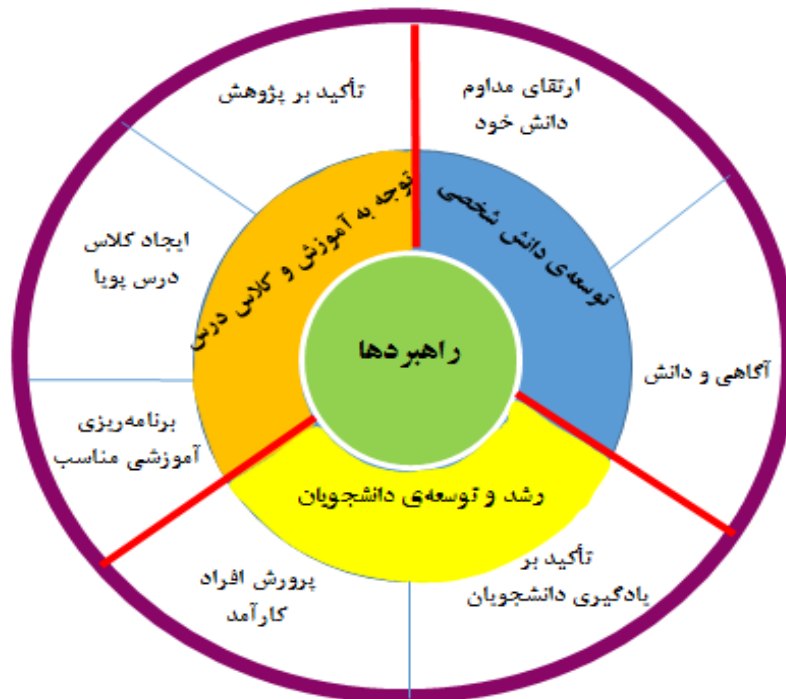 تأکید بر پژوهش
ارتقای مداوم
دانش خود
توجه به آموزش و کلاس درس
توسعه‌ی دانش شخصی
ایجاد کلاس
درس پویا
راهبردها
آگاهی و دانش
برنامه‌ریزی
آموزشی مناسب
رشد و توسعه‌ی دانشجویان
تأکید بر
یادگیری دانشجویان
پرورش افراد
کارآمد